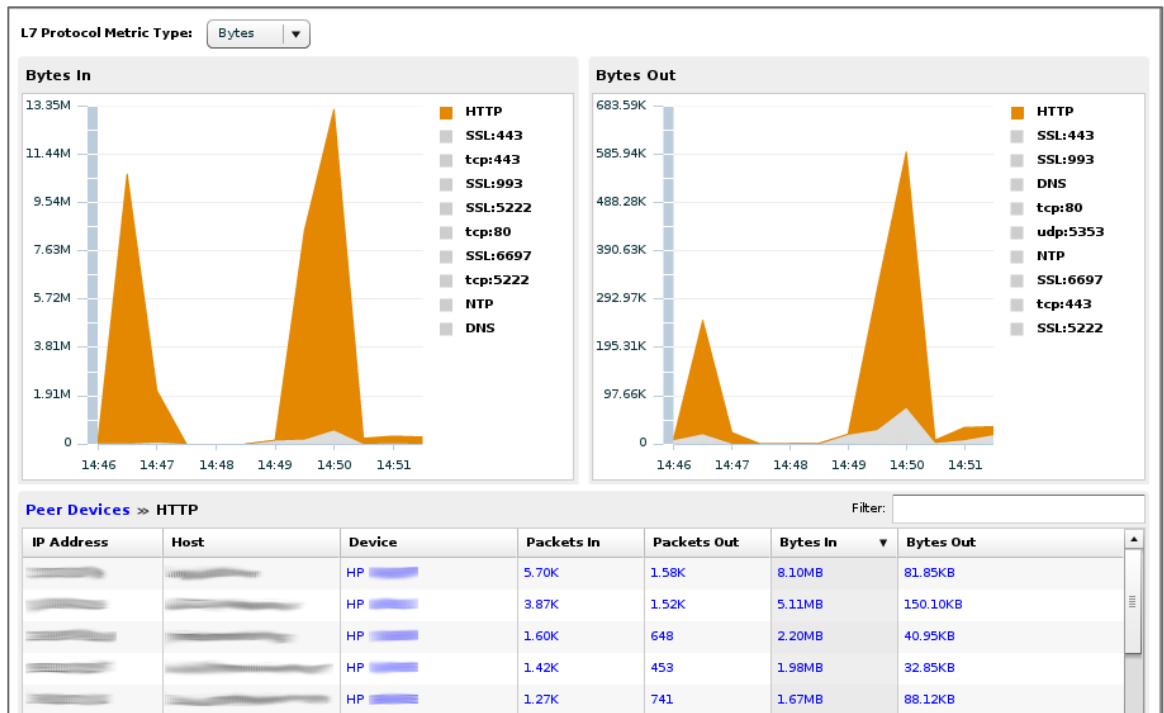 L7 Protocol Metric Type: Bytes
Bytes In
13.35M
11.44M
9.54M
7.63M
5.72M
3.81M
1.91M
0
14:46 14:47 14:48 14:49 14:50 14:51
HTTP
SSL:443
tcp:443
SSL:993
SSL:5222
tcp:80
SSL:6697
tcp:5222
NTP
DNS
Bytes Out
683.59K
585.94K
488.28K
390.63K
292.97K
195.31K
97.66K
0
14:46 14:47 14:48 14:49 14:50 14:51
HTTP
SSL:443
SSL:993
DNS
tcp:80
udp:5353
NTP
SSL:6697
tcp:443
SSL:5222
Peer Devices » HTTP Filter:
IP Address Host Device Packets In Packets Out Bytes In Bytes Out
HP 5.70K 1.58K 8.10MB 81.85KB
HP 3.87K 1.52K 5.11MB 150.10KB
HP 1.60K 648 2.20MB 40.95KB
HP 1.42K 453 1.98MB 32.85KB
HP 1.27K 741 1.67MB 88.12KB